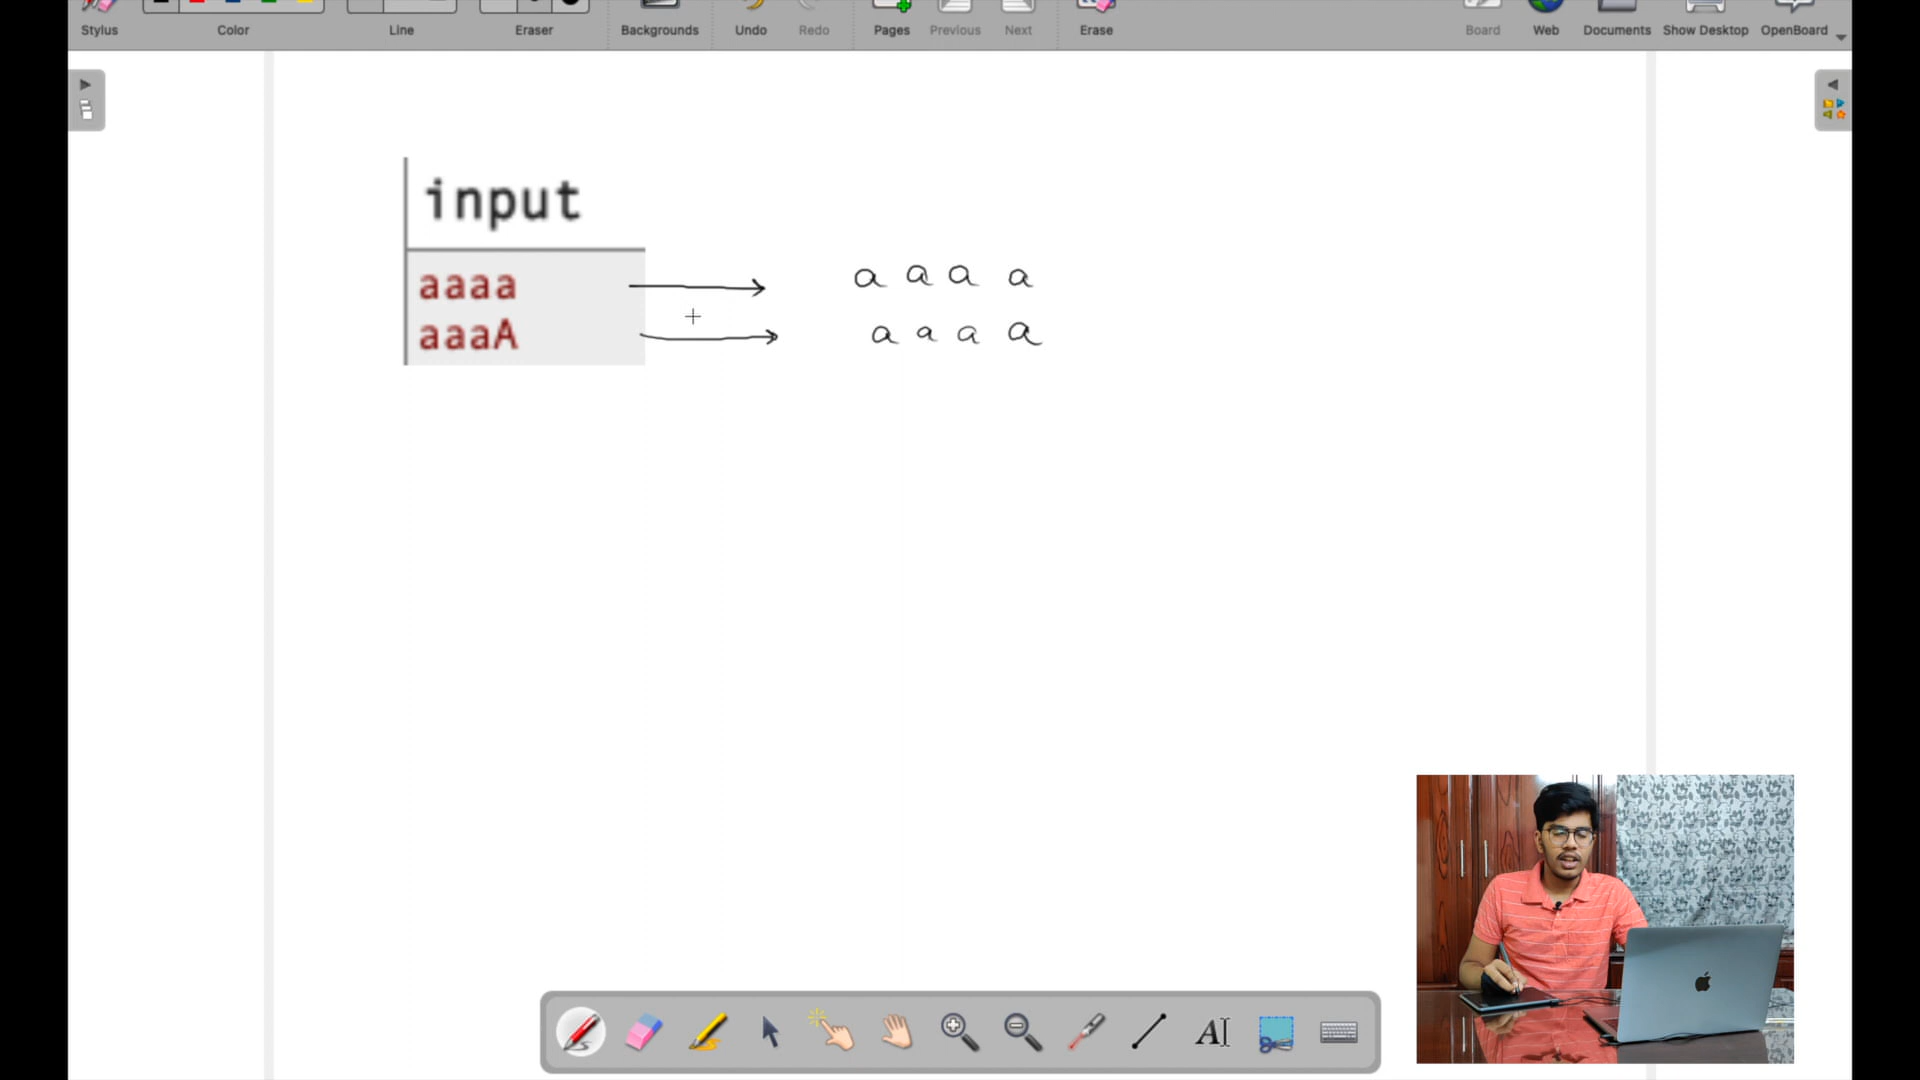 Stylus Color Line Eraser Backgrounds Undo Redo Pages Previous Next Erase Board Web Documents Show Desktop OpenBoard
input
aaaa → a a a a
aaaA → a a a a
AI